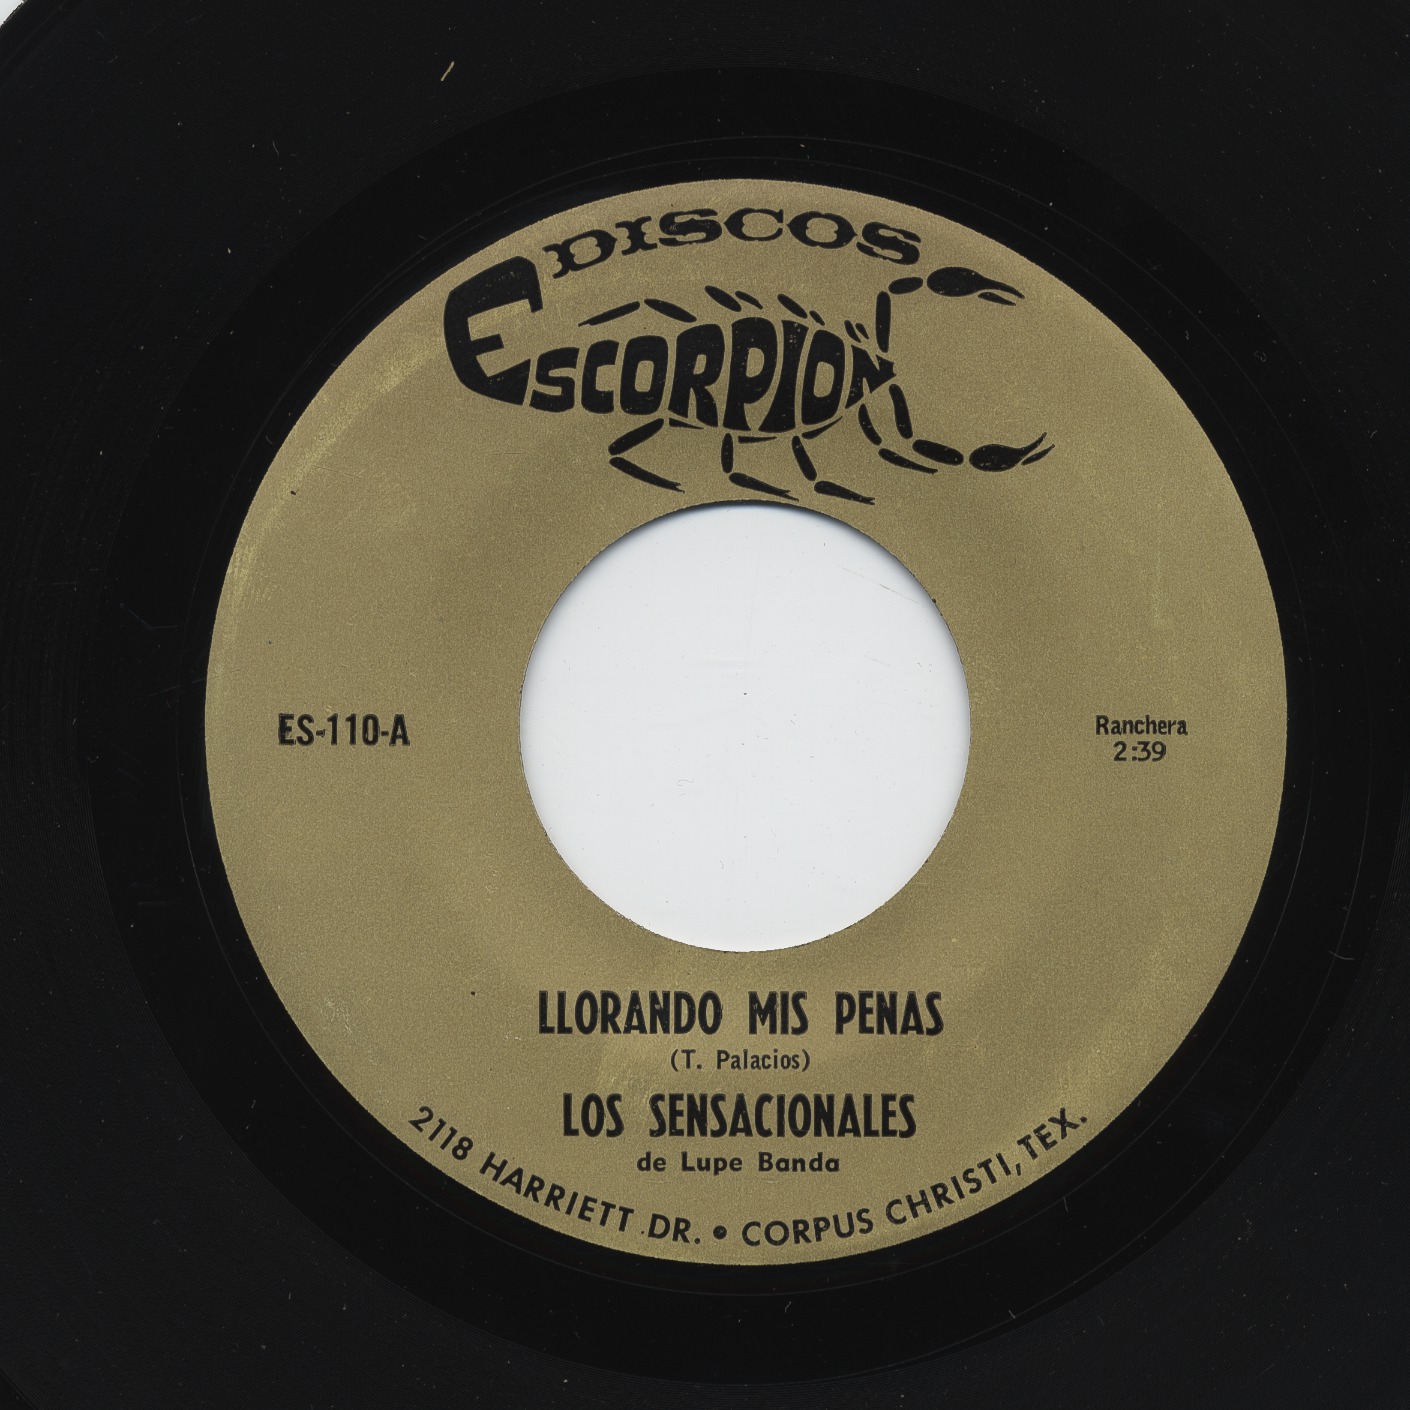 DISCOS
ESCORPION
ES-110-A
Ranchera
2:39
LLORANDO MIS PENAS
(T. Palacios)
LOS SENSACIONALES
de Lupe Banda
2118 HARRIETT DR. • CORPUS CHRISTI, TEX.